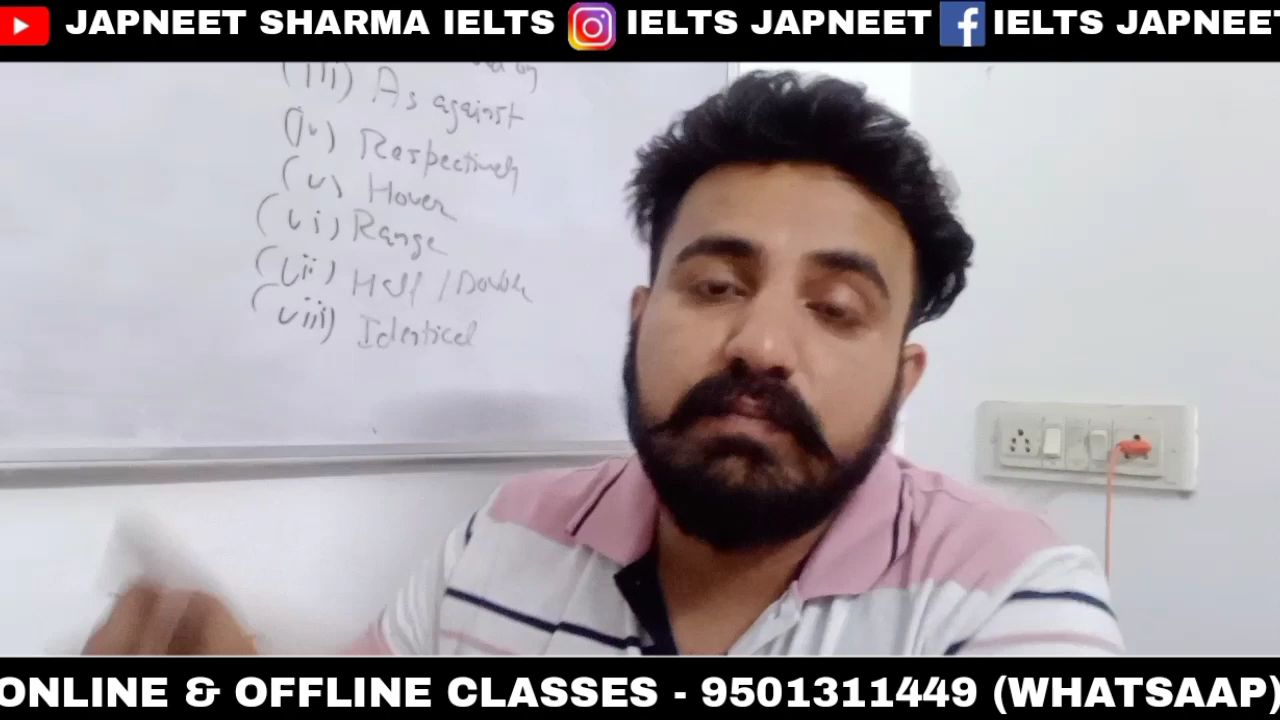 JAPNEET SHARMA IELTS IELTS JAPNEET IELTS JAPNEET
(iii) As against
(iv) Respectively
(v) Hover
(vi) Range
(vii) Half / Double
(viii) Identical
ONLINE & OFFLINE CLASSES - 9501311449 (WHATSAAP)